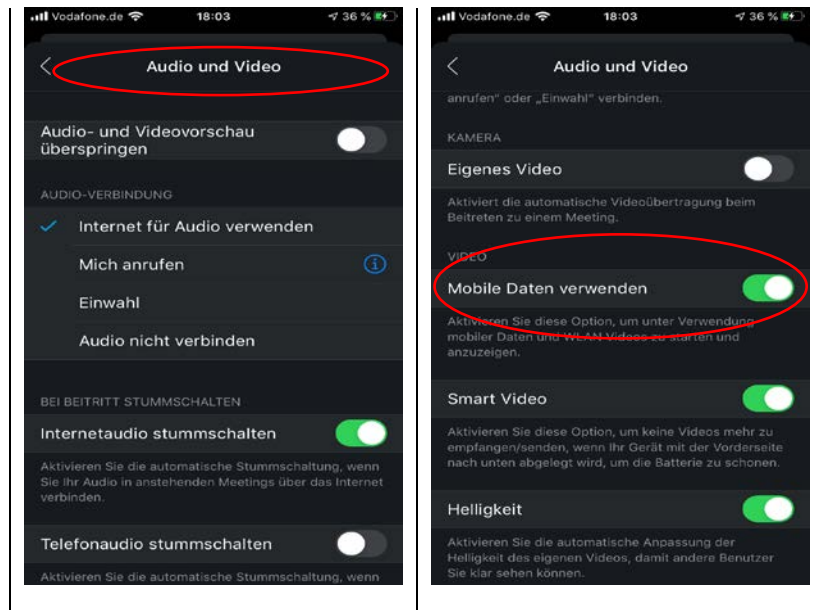 Vodafone.de 18:03 36 %
Audio und Video
Audio- und Videovorschau
überspringen
AUDIO-VERBINDUNG
Internet für Audio verwenden
Mich anrufen
Einwahl
Audio nicht verbinden
BEI BEITRITT STUMMSCHALTEN
Internetaudio stummschalten
Aktivieren Sie die automatische Stummschaltung, wenn
Sie Ihr Audio in anstehenden Meetings über das Internet
verbinden.
Telefonaudio stummschalten
Aktivieren Sie die automatische Stummschaltung, wenn
Vodafone.de 18:03 36 %
Audio und Video
anrufen" oder „Einwahl" verbinden.
KAMERA
Eigenes Video
Aktiviert die automatische Videoübertragung beim
Beitreten zu einem Meeting.
VIDEO
Mobile Daten verwenden
Aktivieren Sie diese Option, um unter Verwendung
mobiler Daten und WLAN Videos zu starten und
anzuzeigen.
Smart Video
Aktivieren Sie diese Option, um keine Videos mehr zu
empfangen/senden, wenn Ihr Gerät mit der Vorderseite
nach unten abgelegt wird, um die Batterie zu schonen.
Helligkeit
Aktivieren Sie die automatische Anpassung der
Helligkeit des eigenen Videos, damit andere Benutzer
Sie klar sehen können.